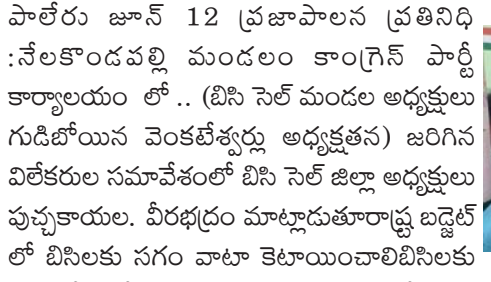 పాలేరు జూన్ 12 ప్రజాపాలన ప్రతినిధి
:నేలకొండపల్లి మండలం కాంగ్రెస్ పార్టీ
కార్యాలయం లో .. (బిసి సెల్ మండల అధ్యక్షులు
గుడిబోయిన వెంకటేశ్వర్లు అధ్యక్షతన) జరిగిన
విలేకరుల సమావేశంలో బిసి సెల్ జిల్లా అధ్యక్షులు
పుచ్చకాయల. వీరభద్రం మాట్లాడుతూరాష్ట్ర బడ్జెట్
లో బిసిలకు సగం వాటా కెటాయించాలిబిసిలకు